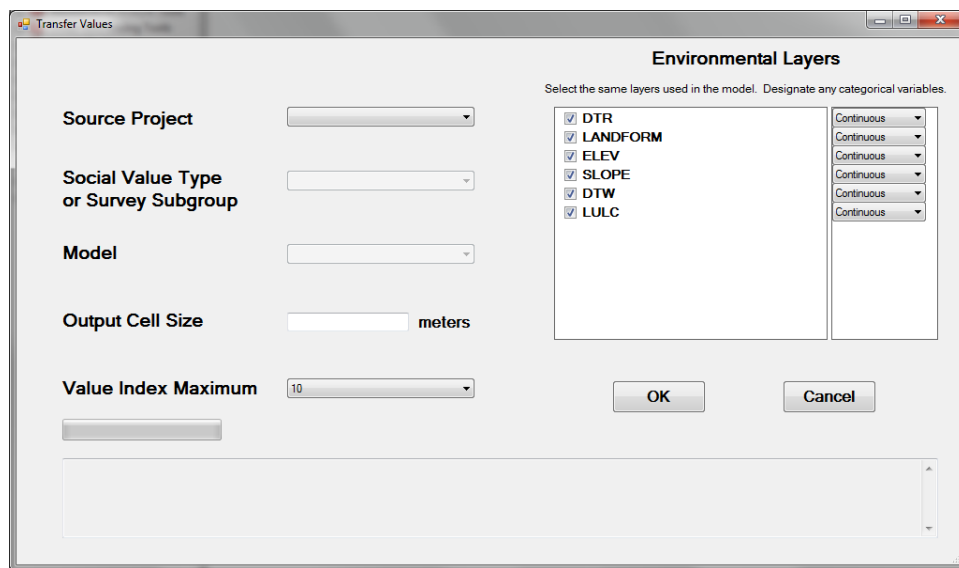 Transfer Values
Environmental Layers
Select the same layers used in the model. Designate any categorical variables.
Source Project
Social Value Type
or Survey Subgroup
Model
Output Cell Size
meters
Value Index Maximum
10
DTR
Continuous
LANDFORM
Continuous
ELEV
Continuous
SLOPE
Continuous
DTW
Continuous
LULC
Continuous
OK
Cancel